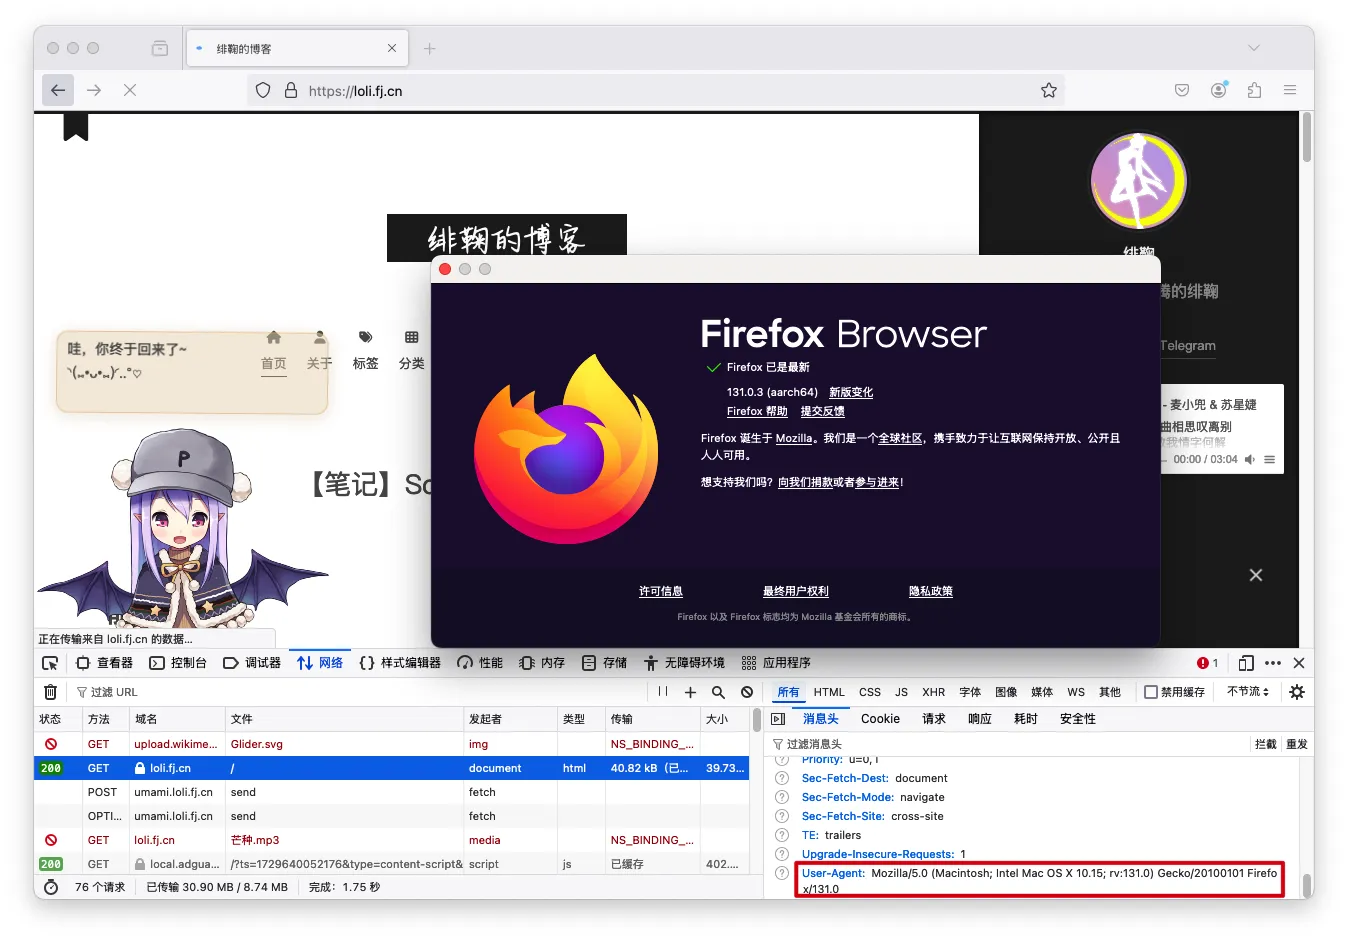 绯鞠的博客
https://loli.fj.cn
绯鞠的博客
绯鞠
腾的绯鞠
Telegram
哇，你终于回来了~
首页
关于
标签
分类
- 麦小兜 & 苏星婕
曲相思叹离别
故我情字何解
00:00 / 03:04
P
【笔记】Sc
Firefox Browser
Firefox 已是最新
131.0.3 (aarch64) 新版变化
Firefox 帮助 提交反馈
Firefox 诞生于 Mozilla。我们是一个全球社区，携手致力于让互联网保持开放、公开且
人人可用。
想支持我们吗？向我们捐款或者参与进来！
许可信息 最终用户权利 隐私政策
Firefox 以及 Firefox 标志均为 Mozilla 基金会所有的商标。
正在传输来自 loli.fj.cn 的数据...
查看器 控制台 调试器 网络 样式编辑器 性能 内存 存储 无障碍环境 应用程序 1
过滤 URL
所有 HTML CSS JS XHR 字体 图像 媒体 WS 其他 禁用缓存 不节流
状态 方法 域名 文件 发起者 类型 传输 大小
GET upload.wikime... Glider.svg img NS_BINDING_...
200 GET loli.fj.cn / document html 40.82 kB（已... 39.73...
POST umami.loli.fj.cn send fetch
OPTI... umami.loli.fj.cn send fetch
GET loli.fj.cn 芒种.mp3 media NS_BINDING_...
200 GET local.adgua... /?ts=1729640052176&type=content-script& script js 已缓存 402....
76 个请求 已传输 30.90 MB / 8.74 MB 完成：1.75 秒
消息头 Cookie 请求 响应 耗时 安全性
过滤消息头 拦截 重发
Priority: u=0, i
Sec-Fetch-Dest: document
Sec-Fetch-Mode: navigate
Sec-Fetch-Site: cross-site
TE: trailers
Upgrade-Insecure-Requests: 1
User-Agent: Mozilla/5.0 (Macintosh; Intel Mac OS X 10.15; rv:131.0) Gecko/20100101 Firefo
x/131.0